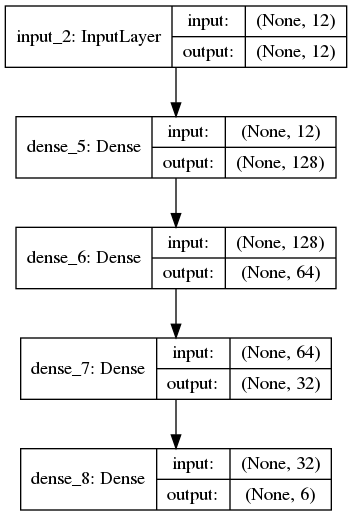 input_2: InputLayer
input: (None, 12)
output: (None, 12)
dense_5: Dense
input: (None, 12)
output: (None, 128)
dense_6: Dense
input: (None, 128)
output: (None, 64)
dense_7: Dense
input: (None, 64)
output: (None, 32)
dense_8: Dense
input: (None, 32)
output: (None, 6)